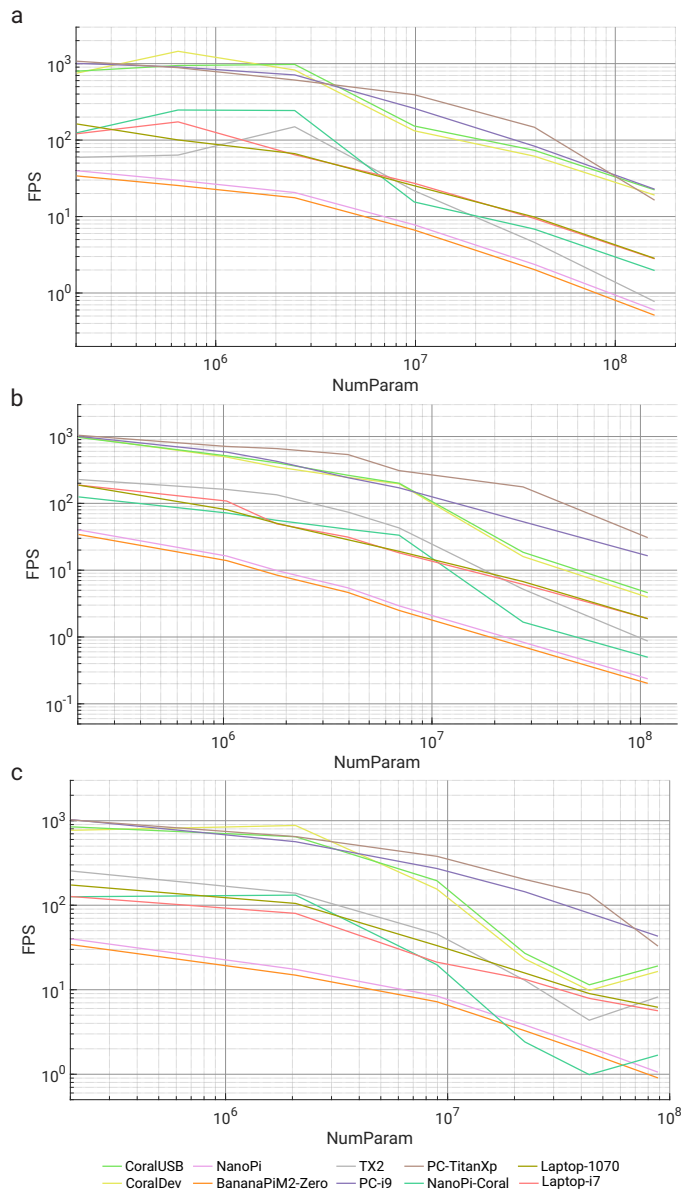 a
10³
10²
10¹
10⁰
FPS
10⁶ 10⁷ 10⁸
NumParam
b
10³
10²
10¹
10⁰
10⁻¹
FPS
10⁶ 10⁷ 10⁸
NumParam
c
10³
10²
10¹
10⁰
FPS
10⁶ 10⁷ 10⁸
NumParam
CoralUSB NanoPi TX2 PC-TitanXp Laptop-1070
CoralDev BananaPiM2-Zero PC-i9 NanoPi-Coral Laptop-i7